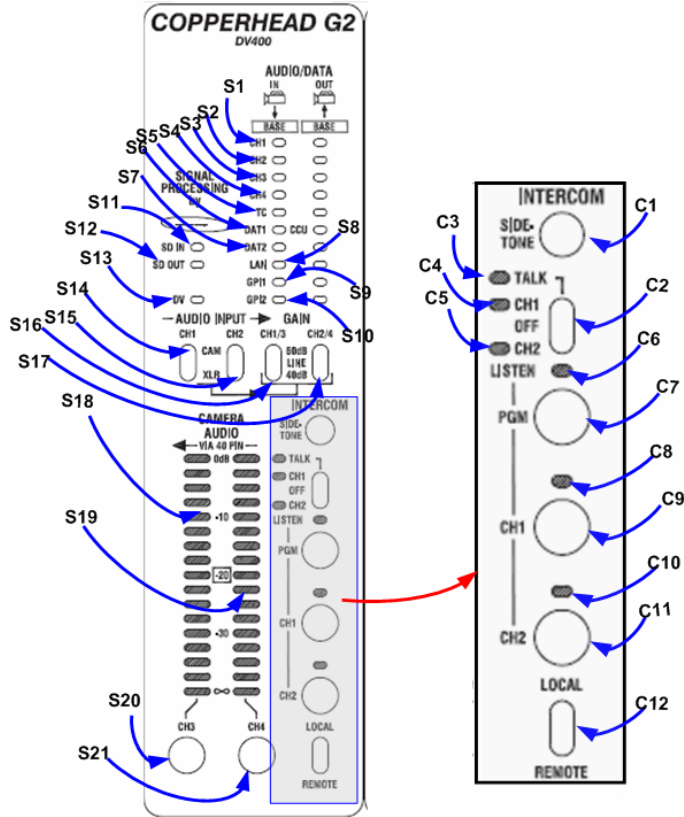 COPPERHEAD G2
DV400
AUDIO/DATA
IN OUT
BASE BASE
S1
S2
S3
S4
S5
S6
S7
S11
S12
S13
S14
S15
S16
S17
S18
S19
S20
S21
S8
S9
S10
CH1
CH2
CH3
CH4
TC
DAT1 CCU
DAT2
LAN
GPI1
GPI2
SIGNAL
PROCESSING
BY
SD IN
SD OUT
DV
AUDIO INPUT GAIN
CH1 CH2 CH1/3 CH2/4
CAM 50dB
LINE
XLR 40dB
CAMERA
AUDIO
VIA 40 PIN
0dB
-10
-20
-30
∞
CH3 CH4
INTERCOM
SIDE-
TONE
TALK
CH1
OFF
CH2
LISTEN
PGM
CH1
CH2
LOCAL
REMOTE
INTERCOM
SIDE-
TONE
TALK
CH1
OFF
CH2
LISTEN
PGM
CH1
CH2
LOCAL
REMOTE
C1
C2
C3
C4
C5
C6
C7
C8
C9
C10
C11
C12